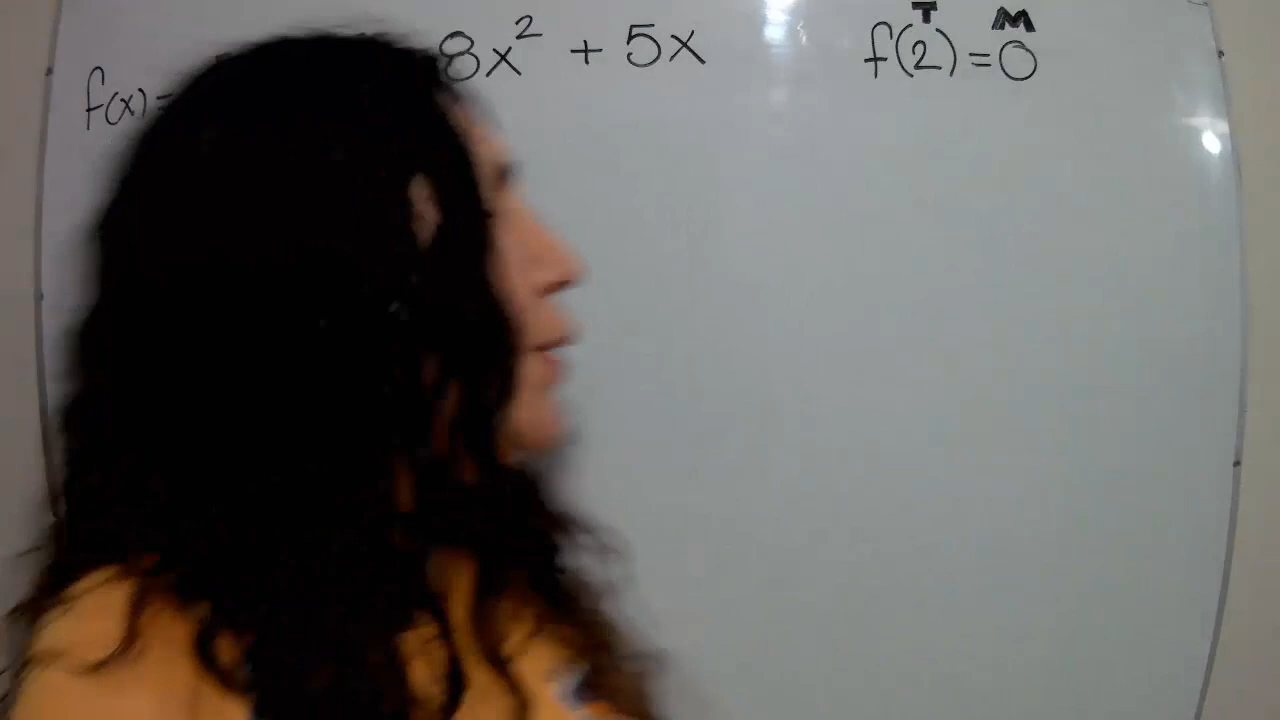 f(x)= 8x² + 5x f(2)=0
T M